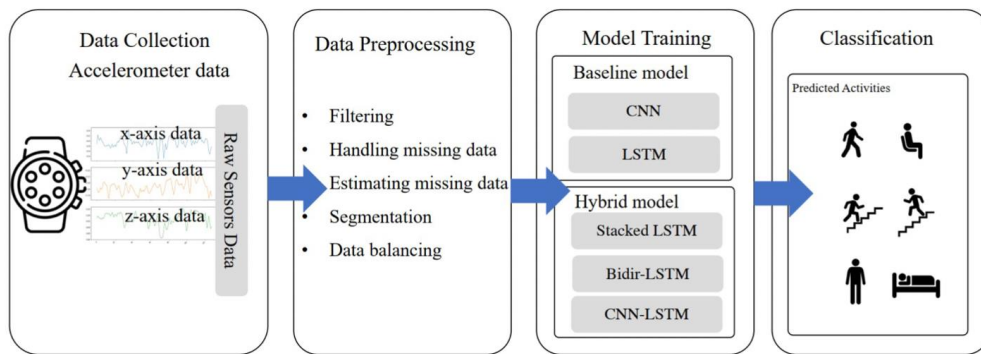 Data Collection
Accelerometer data
x-axis data
y-axis data
z-axis data
Raw Sensors Data
Data Preprocessing
• Filtering
• Handling missing data
• Estimating missing data
• Segmentation
• Data balancing
Model Training
Baseline model
CNN
LSTM
Hybrid model
Stacked LSTM
Bidir-LSTM
CNN-LSTM
Classification
Predicted Activities